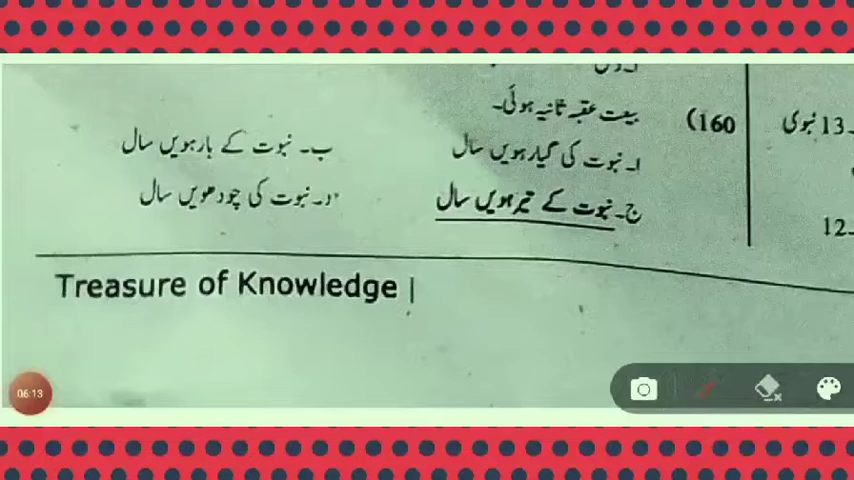 160) بیعت عقبہ ثانیہ ہوئی۔
ا۔ نبوت کی گیارہویں سال ب۔ نبوت کے بارہویں سال
ج۔ نبوت کے تیرہویں سال د۔ نبوت کی چودھویں سال
13 نبوی
12
Treasure of Knowledge
06:13